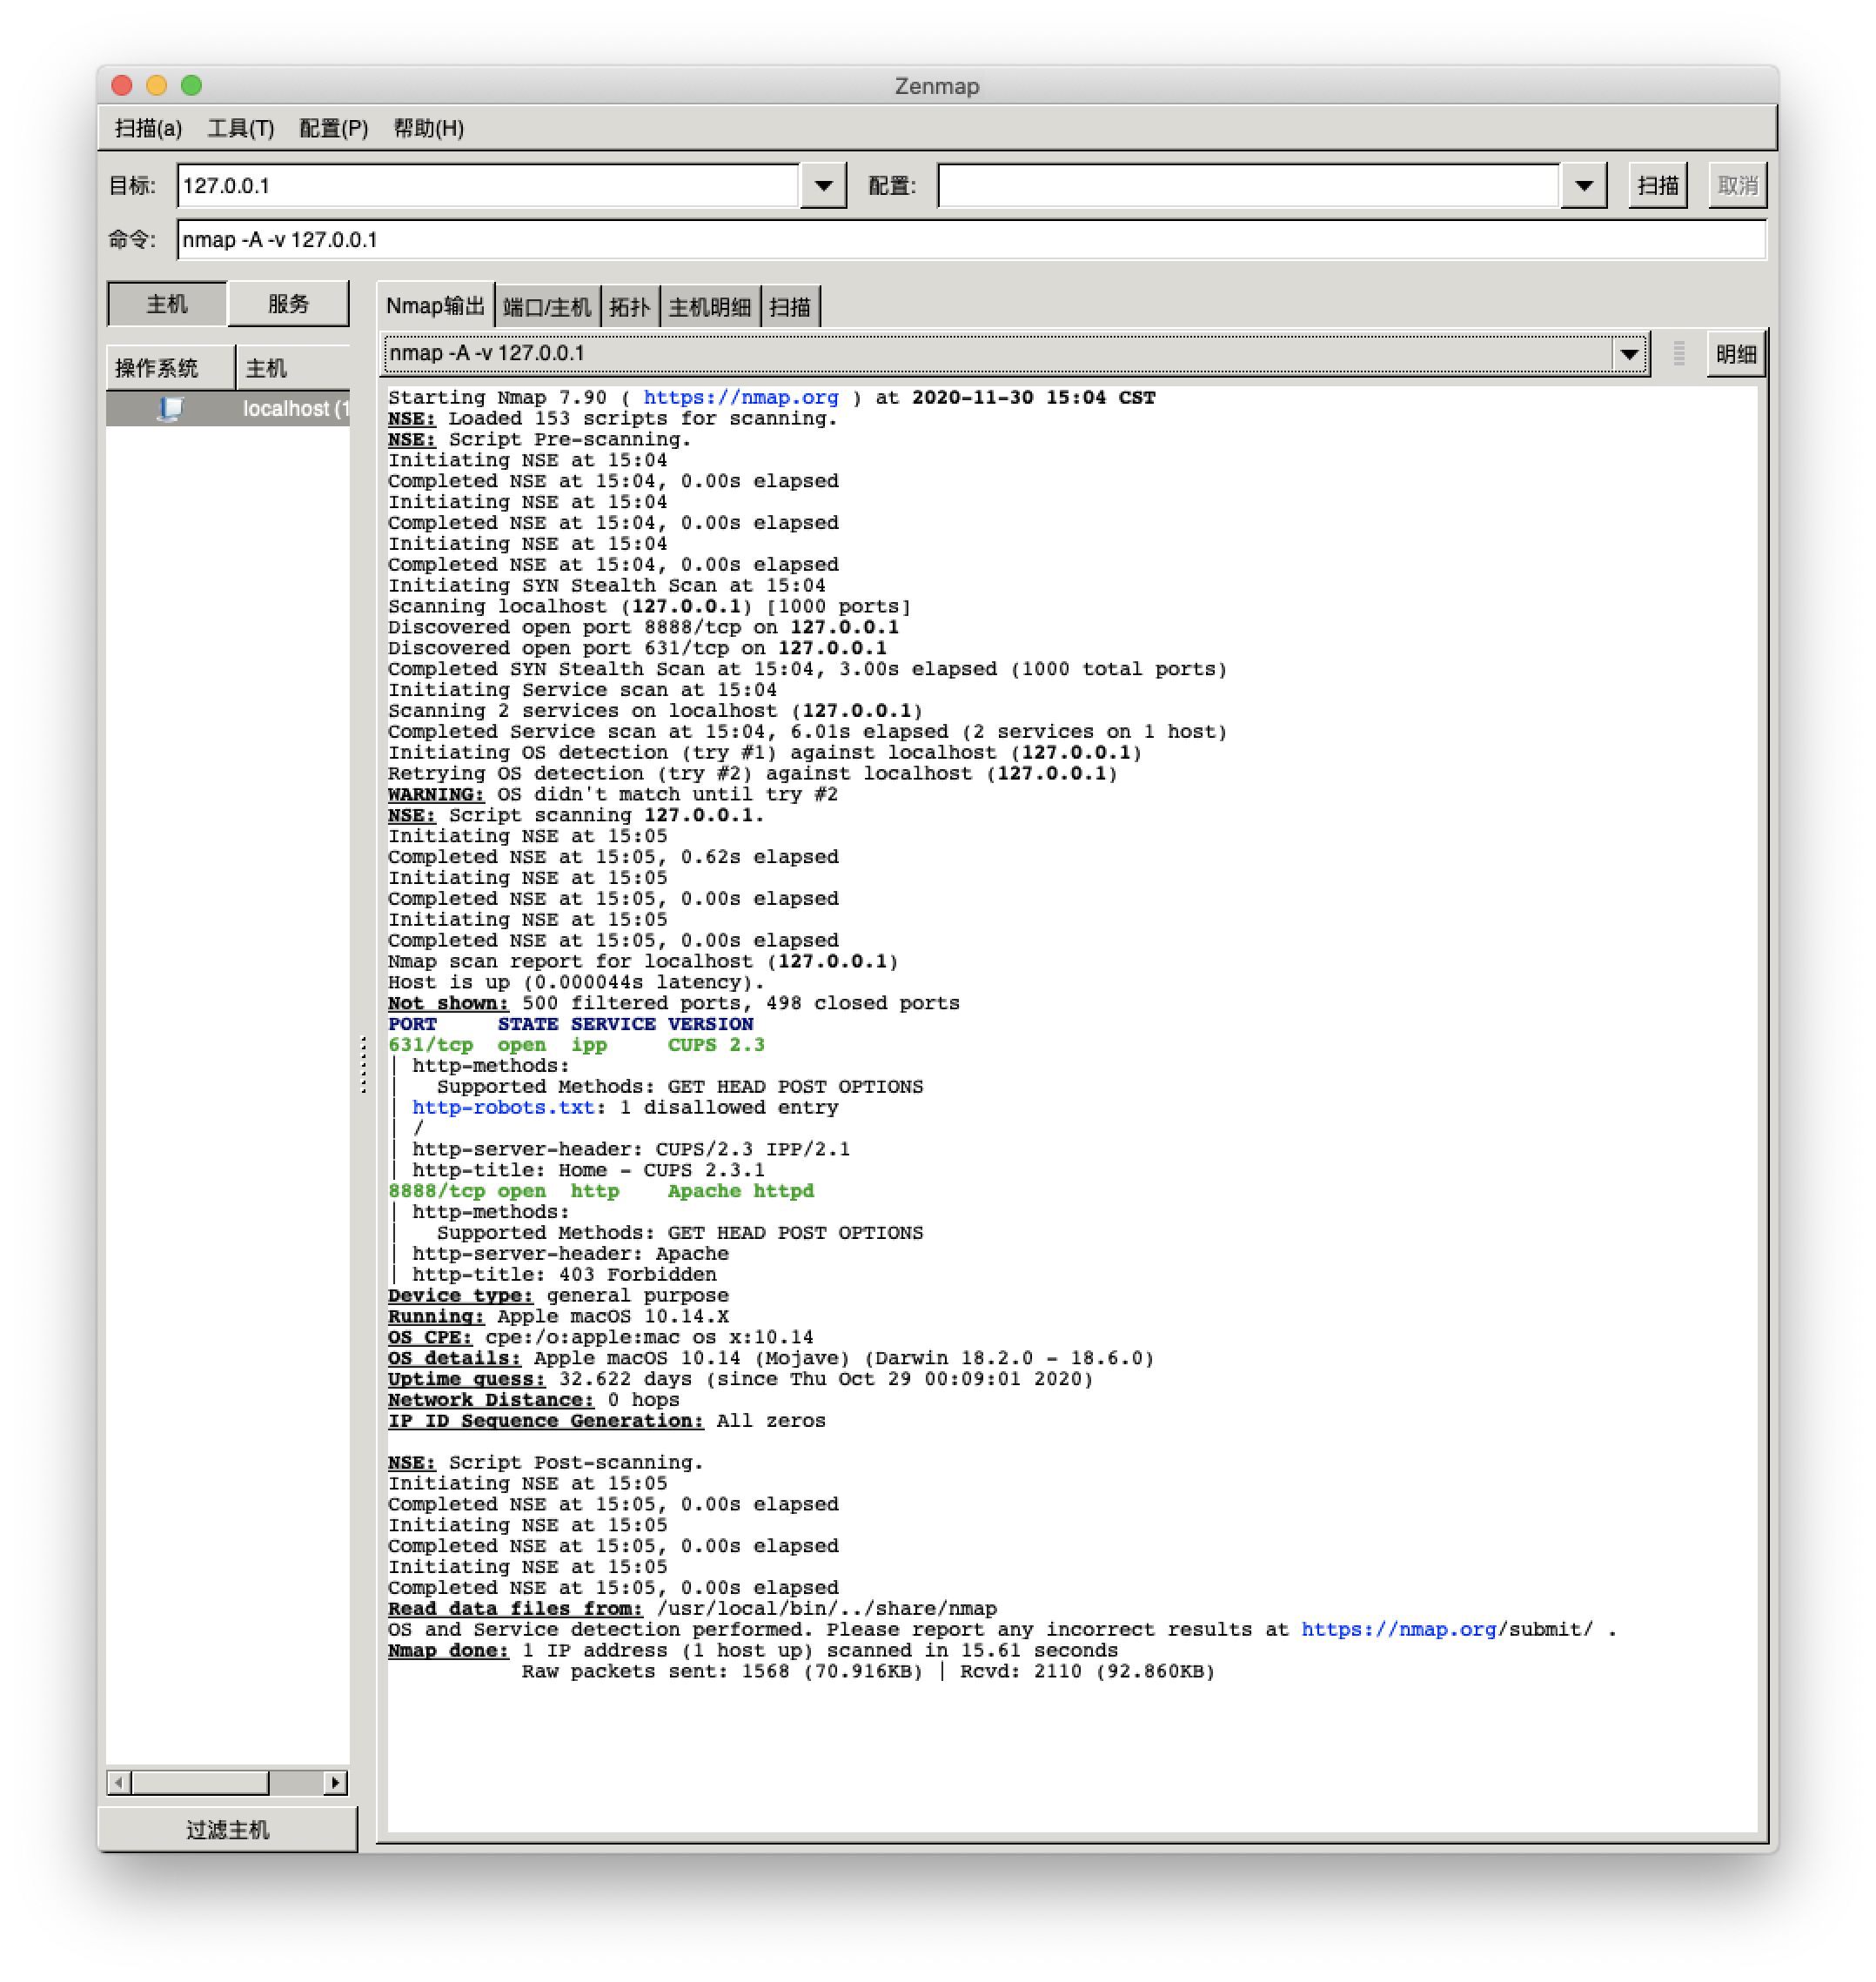 Zenmap
扫描(a) 工具(T) 配置(P) 帮助(H)
目标: 127.0.0.1 配置: 扫描 取消
命令: nmap -A -v 127.0.0.1
主机 服务
操作系统 主机
localhost (1
过滤主机
Nmap输出 端口/主机 拓扑 主机明细 扫描
nmap -A -v 127.0.0.1 明细
Starting Nmap 7.90 ( https://nmap.org ) at 2020-11-30 15:04 CST
NSE: Loaded 153 scripts for scanning.
NSE: Script Pre-scanning.
Initiating NSE at 15:04
Completed NSE at 15:04, 0.00s elapsed
Initiating NSE at 15:04
Completed NSE at 15:04, 0.00s elapsed
Initiating NSE at 15:04
Completed NSE at 15:04, 0.00s elapsed
Initiating SYN Stealth Scan at 15:04
Scanning localhost (127.0.0.1) [1000 ports]
Discovered open port 8888/tcp on 127.0.0.1
Discovered open port 631/tcp on 127.0.0.1
Completed SYN Stealth Scan at 15:04, 3.00s elapsed (1000 total ports)
Initiating Service scan at 15:04
Scanning 2 services on localhost (127.0.0.1)
Completed Service scan at 15:04, 6.01s elapsed (2 services on 1 host)
Initiating OS detection (try #1) against localhost (127.0.0.1)
Retrying OS detection (try #2) against localhost (127.0.0.1)
WARNING: OS didn't match until try #2
NSE: Script scanning 127.0.0.1.
Initiating NSE at 15:05
Completed NSE at 15:05, 0.62s elapsed
Initiating NSE at 15:05
Completed NSE at 15:05, 0.00s elapsed
Initiating NSE at 15:05
Completed NSE at 15:05, 0.00s elapsed
Nmap scan report for localhost (127.0.0.1)
Host is up (0.000044s latency).
Not shown: 500 filtered ports, 498 closed ports
PORT STATE SERVICE VERSION
631/tcp open ipp CUPS 2.3
| http-methods:
| Supported Methods: GET HEAD POST OPTIONS
| http-robots.txt: 1 disallowed entry
| /
| http-server-header: CUPS/2.3 IPP/2.1
| http-title: Home - CUPS 2.3.1
8888/tcp open http Apache httpd
| http-methods:
| Supported Methods: GET HEAD POST OPTIONS
| http-server-header: Apache
| http-title: 403 Forbidden
Device type: general purpose
Running: Apple macOS 10.14.X
OS CPE: cpe:/o:apple:mac os x:10.14
OS details: Apple macOS 10.14 (Mojave) (Darwin 18.2.0 - 18.6.0)
Uptime guess: 32.622 days (since Thu Oct 29 00:09:01 2020)
Network Distance: 0 hops
IP ID Sequence Generation: All zeros
NSE: Script Post-scanning.
Initiating NSE at 15:05
Completed NSE at 15:05, 0.00s elapsed
Initiating NSE at 15:05
Completed NSE at 15:05, 0.00s elapsed
Initiating NSE at 15:05
Completed NSE at 15:05, 0.00s elapsed
Read data files from: /usr/local/bin/../share/nmap
OS and Service detection performed. Please report any incorrect results at https://nmap.org/submit/ .
Nmap done: 1 IP address (1 host up) scanned in 15.61 seconds
Raw packets sent: 1568 (70.916KB) | Rcvd: 2110 (92.860KB)